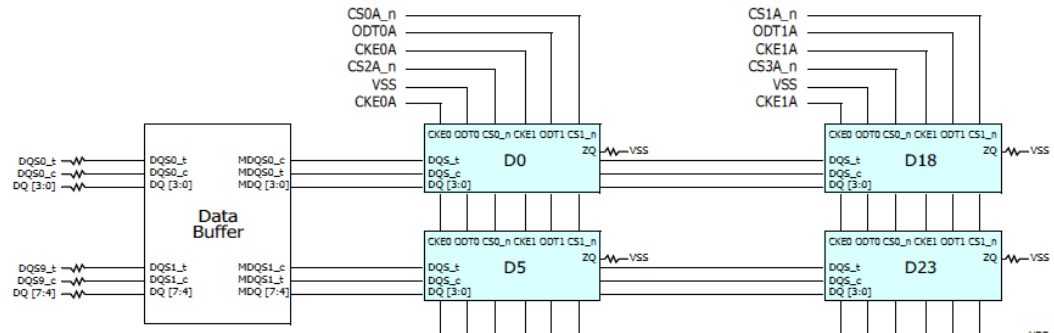 CS0A_n
ODT0A
CKE0A
CS2A_n
VSS
CKE0A
CS1A_n
ODT1A
CKE1A
CS3A_n
VSS
CKE1A
CKE0 ODT0 CS0_n CKE1 ODT1 CS1_n
ZQ
VSS
D0
DQS_t
DQS_c
DQ [3:0]
CKE0 ODT0 CS0_n CKE1 ODT1 CS1_n
ZQ
VSS
D18
DQS_t
DQS_c
DQ [3:0]
DQS0_t
DQS0_c
DQ [3:0]
DQS0_t
DQS0_c
DQ [3:0]
MDQS0_c
MDQS0_t
MDQ [3:0]
Data
Buffer
DQS9_t
DQS9_c
DQ [7:4]
DQS1_t
DQS1_c
DQ [7:4]
MDQS1_c
MDQS1_t
MDQ [7:4]
CKE0 ODT0 CS0_n CKE1 ODT1 CS1_n
ZQ
VSS
D5
DQS_t
DQS_c
DQ [3:0]
CKE0 ODT0 CS0_n CKE1 ODT1 CS1_n
ZQ
VSS
D23
DQS_t
DQS_c
DQ [3:0]